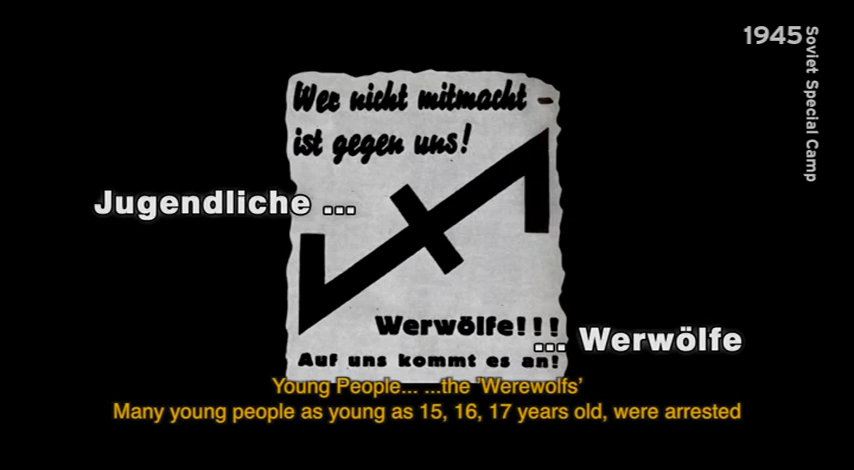 1945
Soviet Special Camp
Wer nicht mitmacht -
ist gegen uns!
Jugendliche ...
Werwölfe!!!
... Werwölfe
Auf uns kommt es an!
Young People... ...the 'Werewolfs'
Many young people as young as 15, 16, 17 years old, were arrested